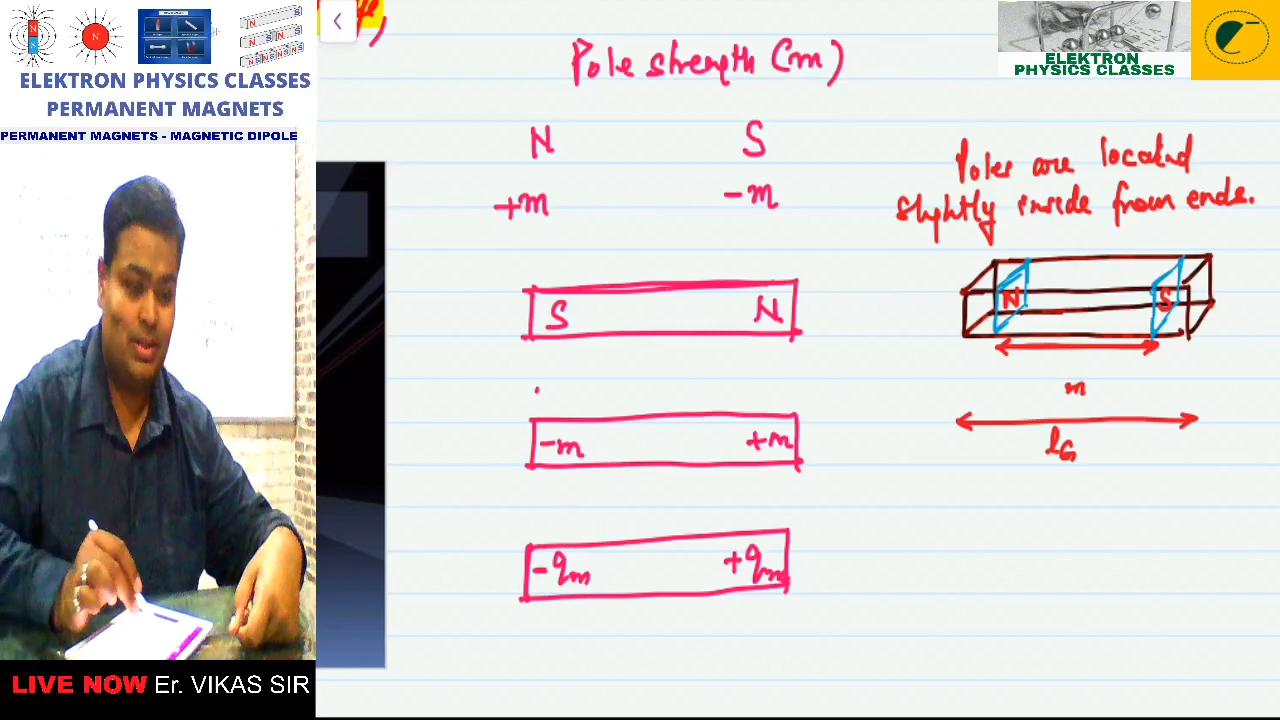 ELEKTRON PHYSICS CLASSES
PERMANENT MAGNETS
PERMANENT MAGNETS - MAGNETIC DIPOLE
LIVE NOW Er. VIKAS SIR
Pole strength (m)
N S
+m -m
S N
-m +m
-qm +qm
ELEKTRON
PHYSICS CLASSES
Poles are located
slightly inside from ends.
N S
m
lG